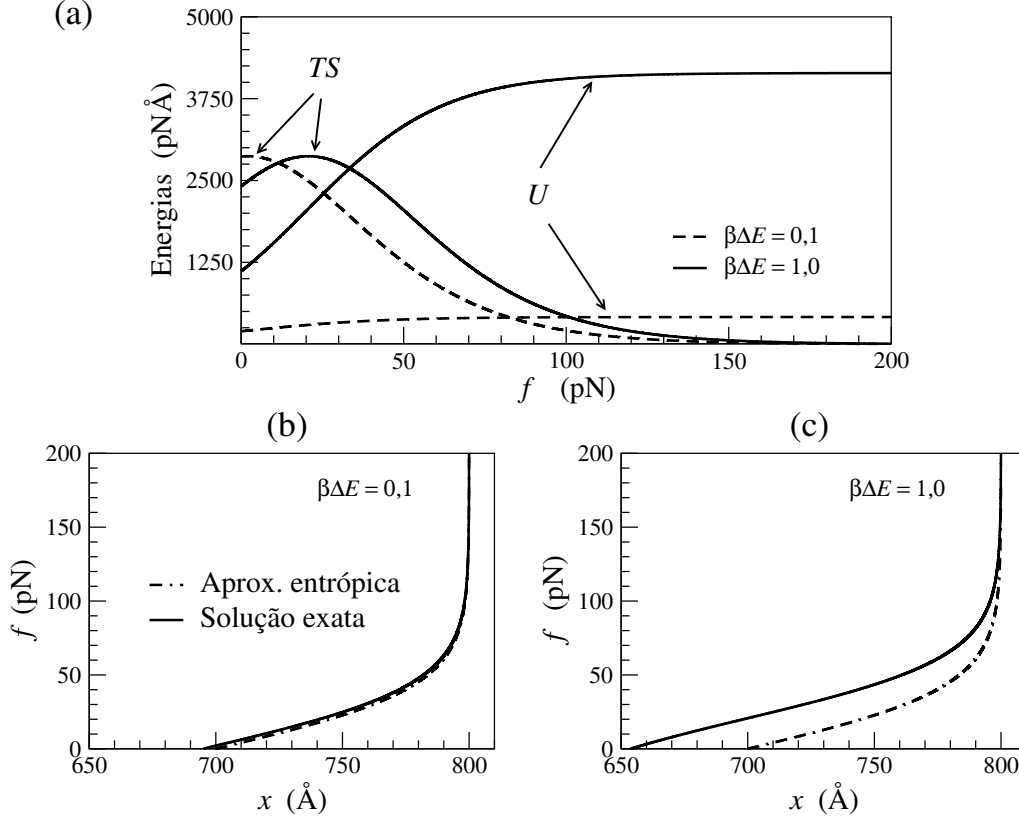 (a)
5000
3750
2500
1250
Energias (pNÅ)
TS
U
βΔE = 0,1
βΔE = 1,0
0
50
100
150
200
f (pN)
(b)
200
150
100
50
0
f (pN)
βΔE = 0,1
Aprox. entrópica
Solução exata
650
700
750
800
x (Å)
(c)
200
150
100
50
0
f (pN)
βΔE = 1,0
650
700
750
800
x (Å)